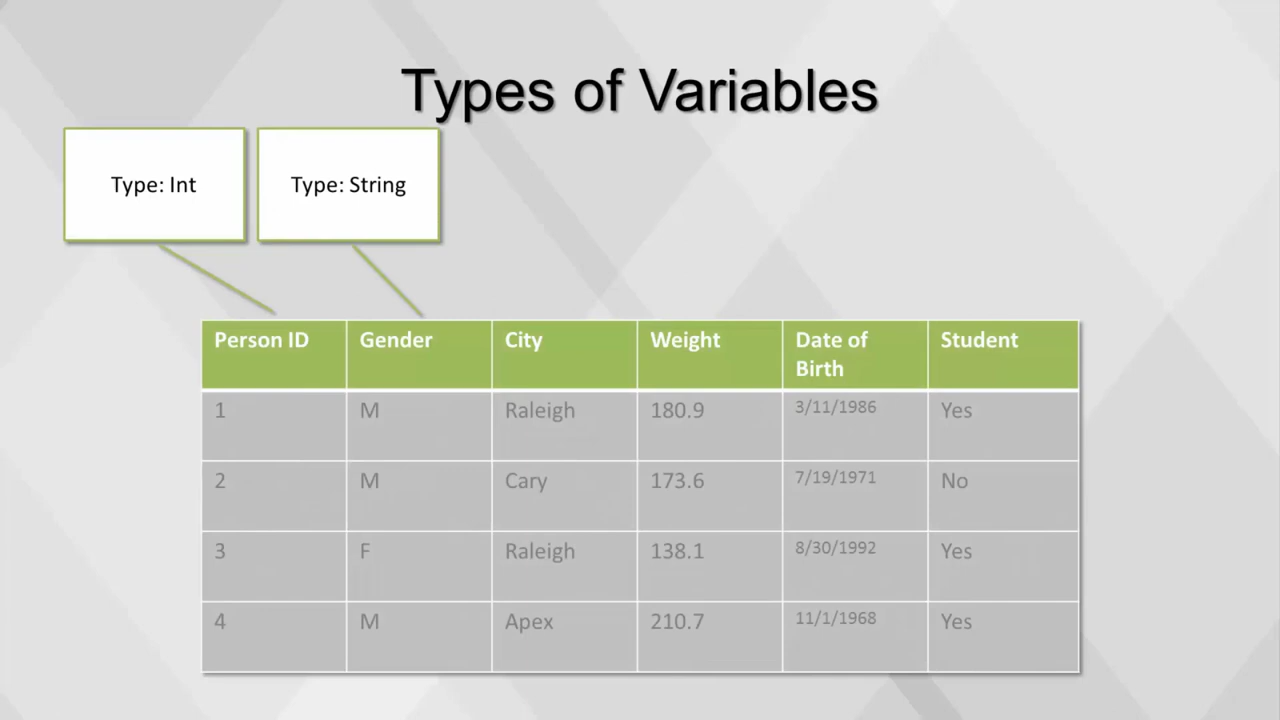 Types of Variables
Type: Int
Type: String
Person ID Gender City Weight Date of Birth Student
1 M Raleigh 180.9 3/11/1986 Yes
2 M Cary 173.6 7/19/1971 No
3 F Raleigh 138.1 8/30/1992 Yes
4 M Apex 210.7 11/1/1968 Yes